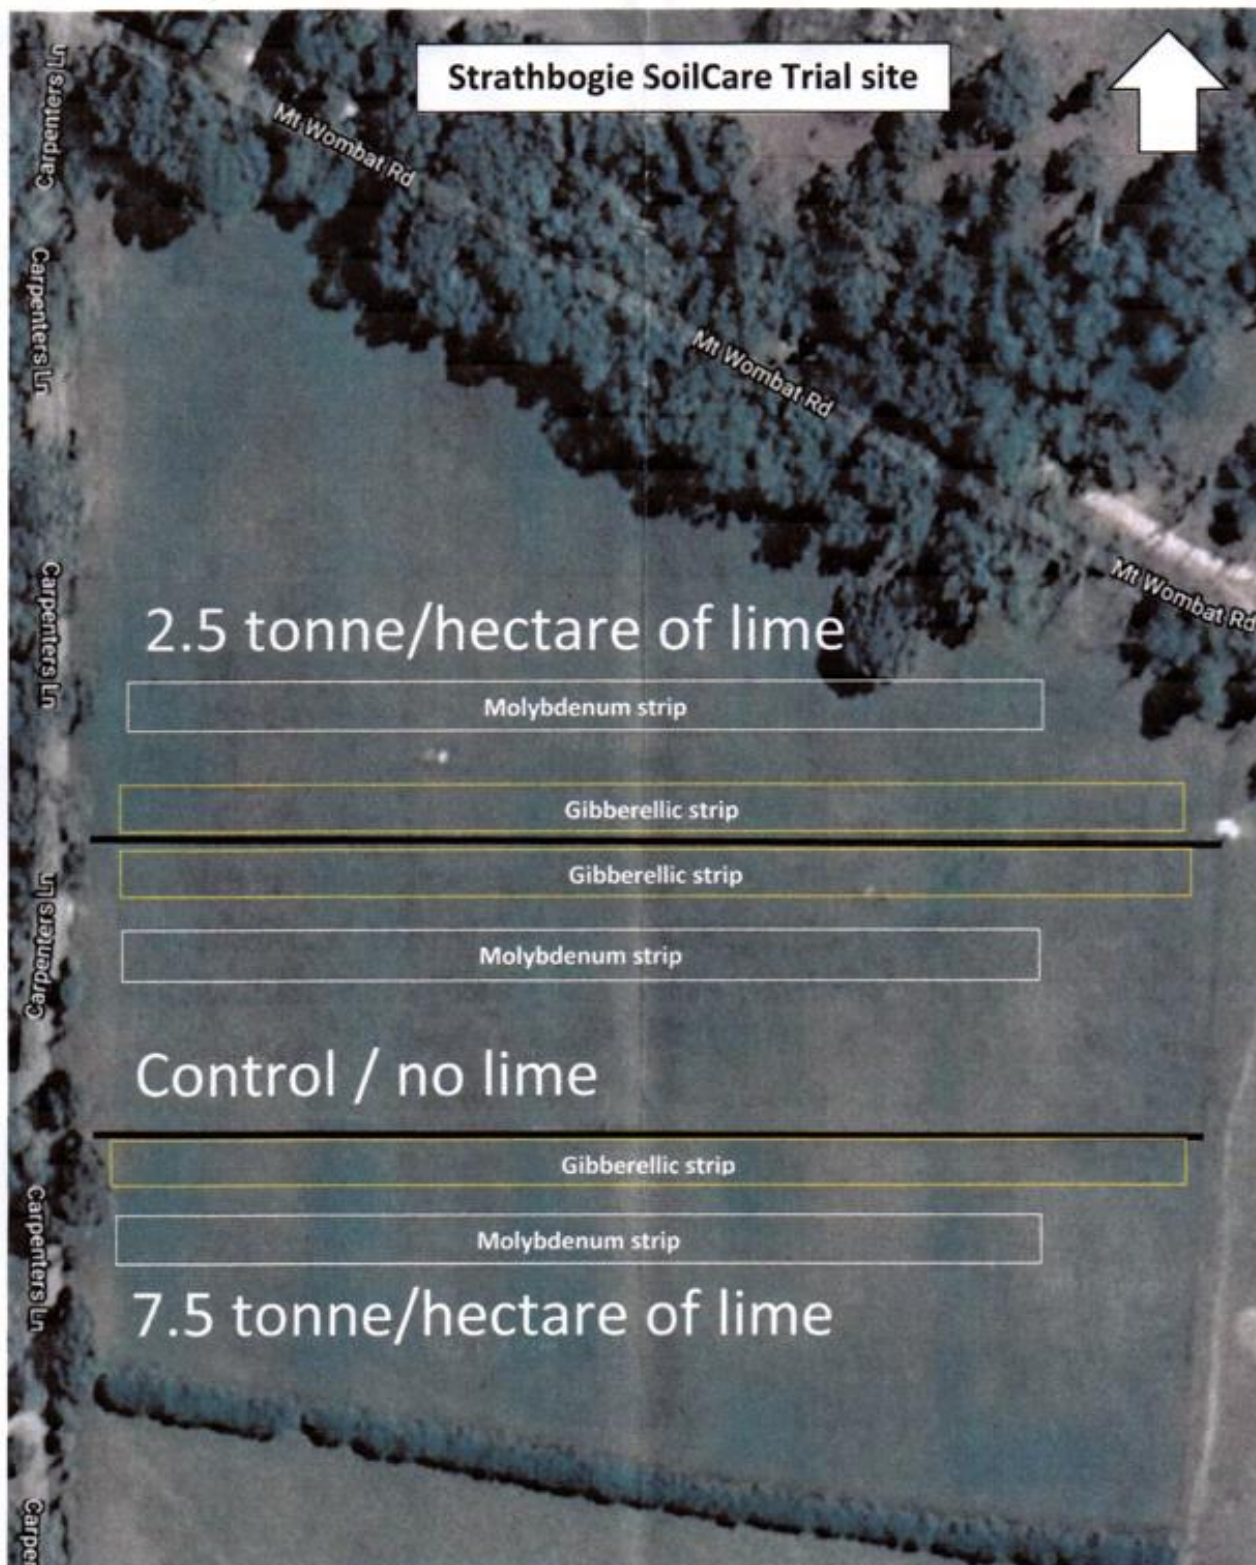 Strathbogie SoilCare Trial site
Carpenters Ln
Mt Wombat Rd
Carpenters Ln
Mt Wombat Rd
Carpenters Ln
Mt Wombat Rd
2.5 tonne/hectare of lime
Molybdenum strip
Gibberellic strip
Gibberellic strip
Carpenters Ln
Molybdenum strip
Control / no lime
Gibberellic strip
Carpenters Ln
Molybdenum strip
7.5 tonne/hectare of lime
Carpe